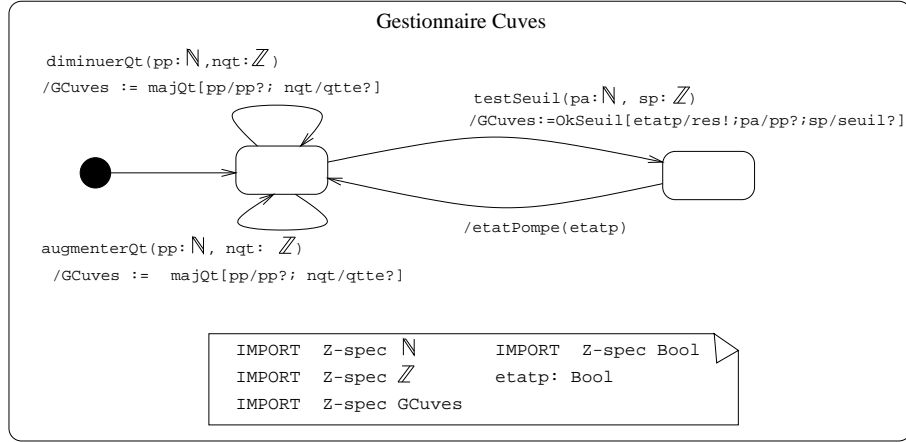 Gestionnaire Cuves
diminuerQt(pp:ℕ,nqt:ℤ)
/GCuves := majQt[pp/pp?; nqt/qtte?]
testSeuil(pa:ℕ, sp:ℤ)
/GCuves:=OkSeuil[etatp/res!;pa/pp?;sp/seuil?]
/etatPompe(etatp)
augmenterQt(pp:ℕ, nqt: ℤ)
/GCuves := majQt[pp/pp?; nqt/qtte?]
IMPORT Z-spec ℕ
IMPORT Z-spec ℤ
IMPORT Z-spec GCuves
IMPORT Z-spec Bool
etatp: Bool